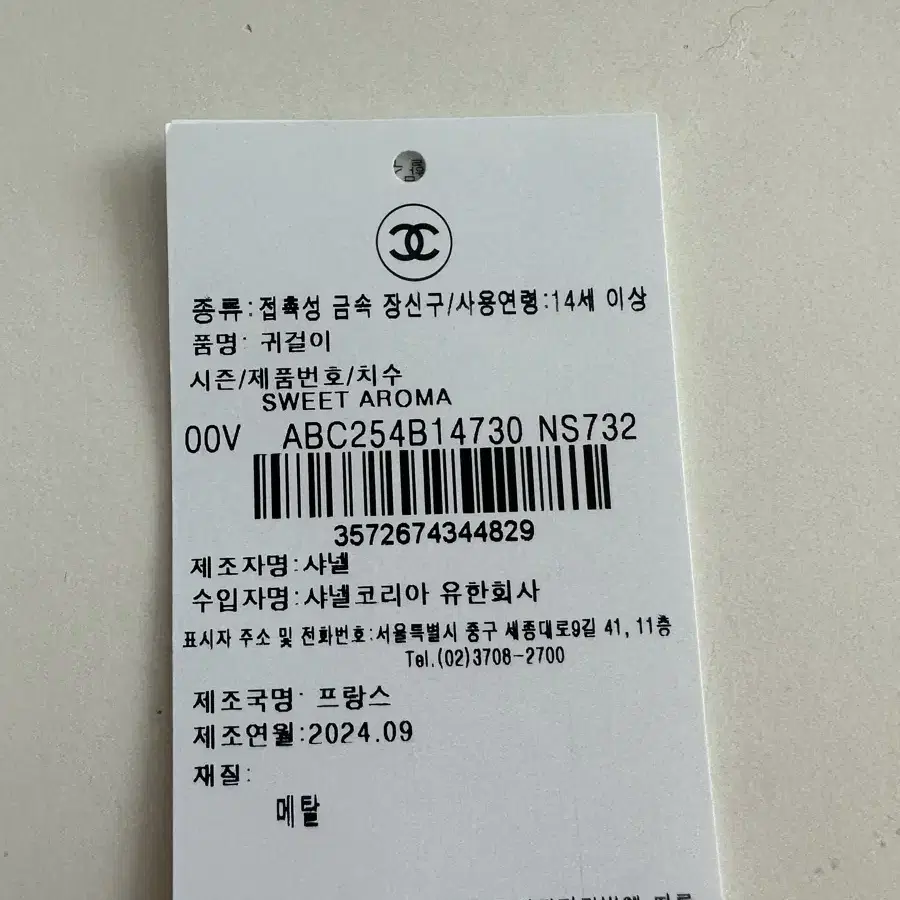 종류:접촉성 금속 장신구/사용연령:14세 이상
품명: 귀걸이
시즌/제품번호/치수
SWEET AROMA
00V ABC254B14730 NS732
3572674344829
제조자명:샤넬
수입자명:샤넬코리아 유한회사
표시자 주소 및 전화번호:서울특별시 중구 세종대로9길 41, 11층
Tel.(02)3708-2700
제조국명: 프랑스
제조연월:2024.09
재질:
메탈